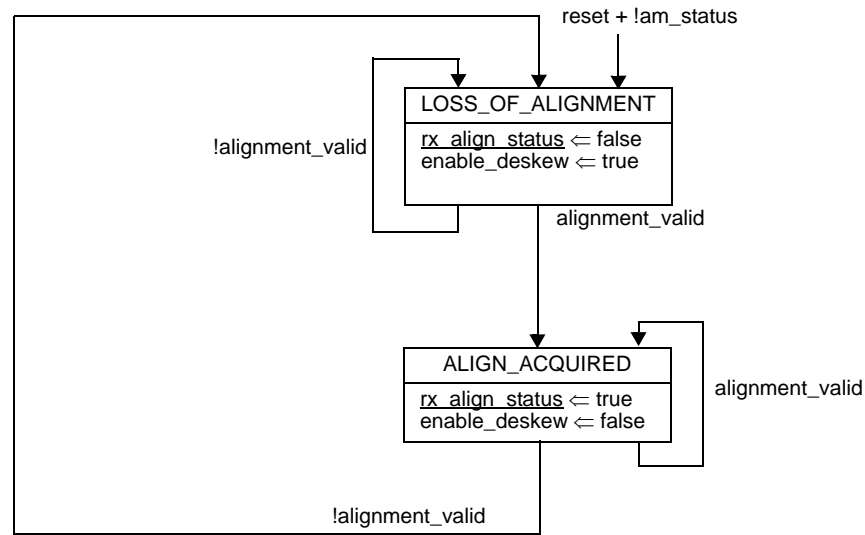 reset + !am_status
LOSS_OF_ALIGNMENT
rx_align_status ⇐ false
enable_deskew ⇐ true
!alignment_valid
alignment_valid
ALIGN_ACQUIRED
rx_align_status ⇐ true
enable_deskew ⇐ false
alignment_valid
!alignment_valid